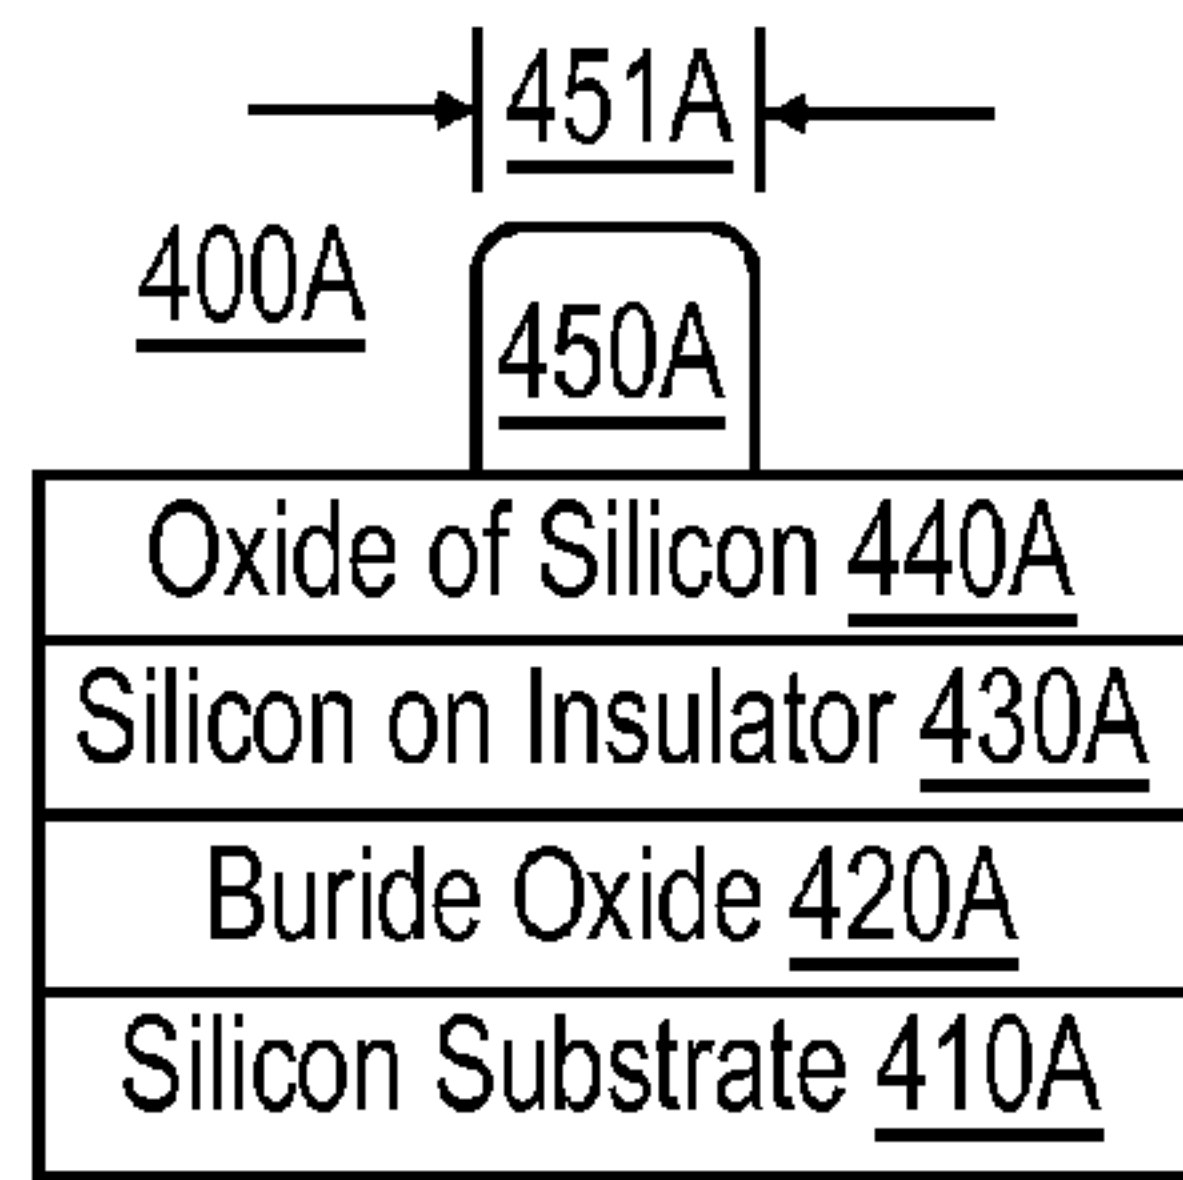 451A
400A
450A
Oxide of Silicon 440A
Silicon on Insulator 430A
Buride Oxide 420A
Silicon Substrate 410A